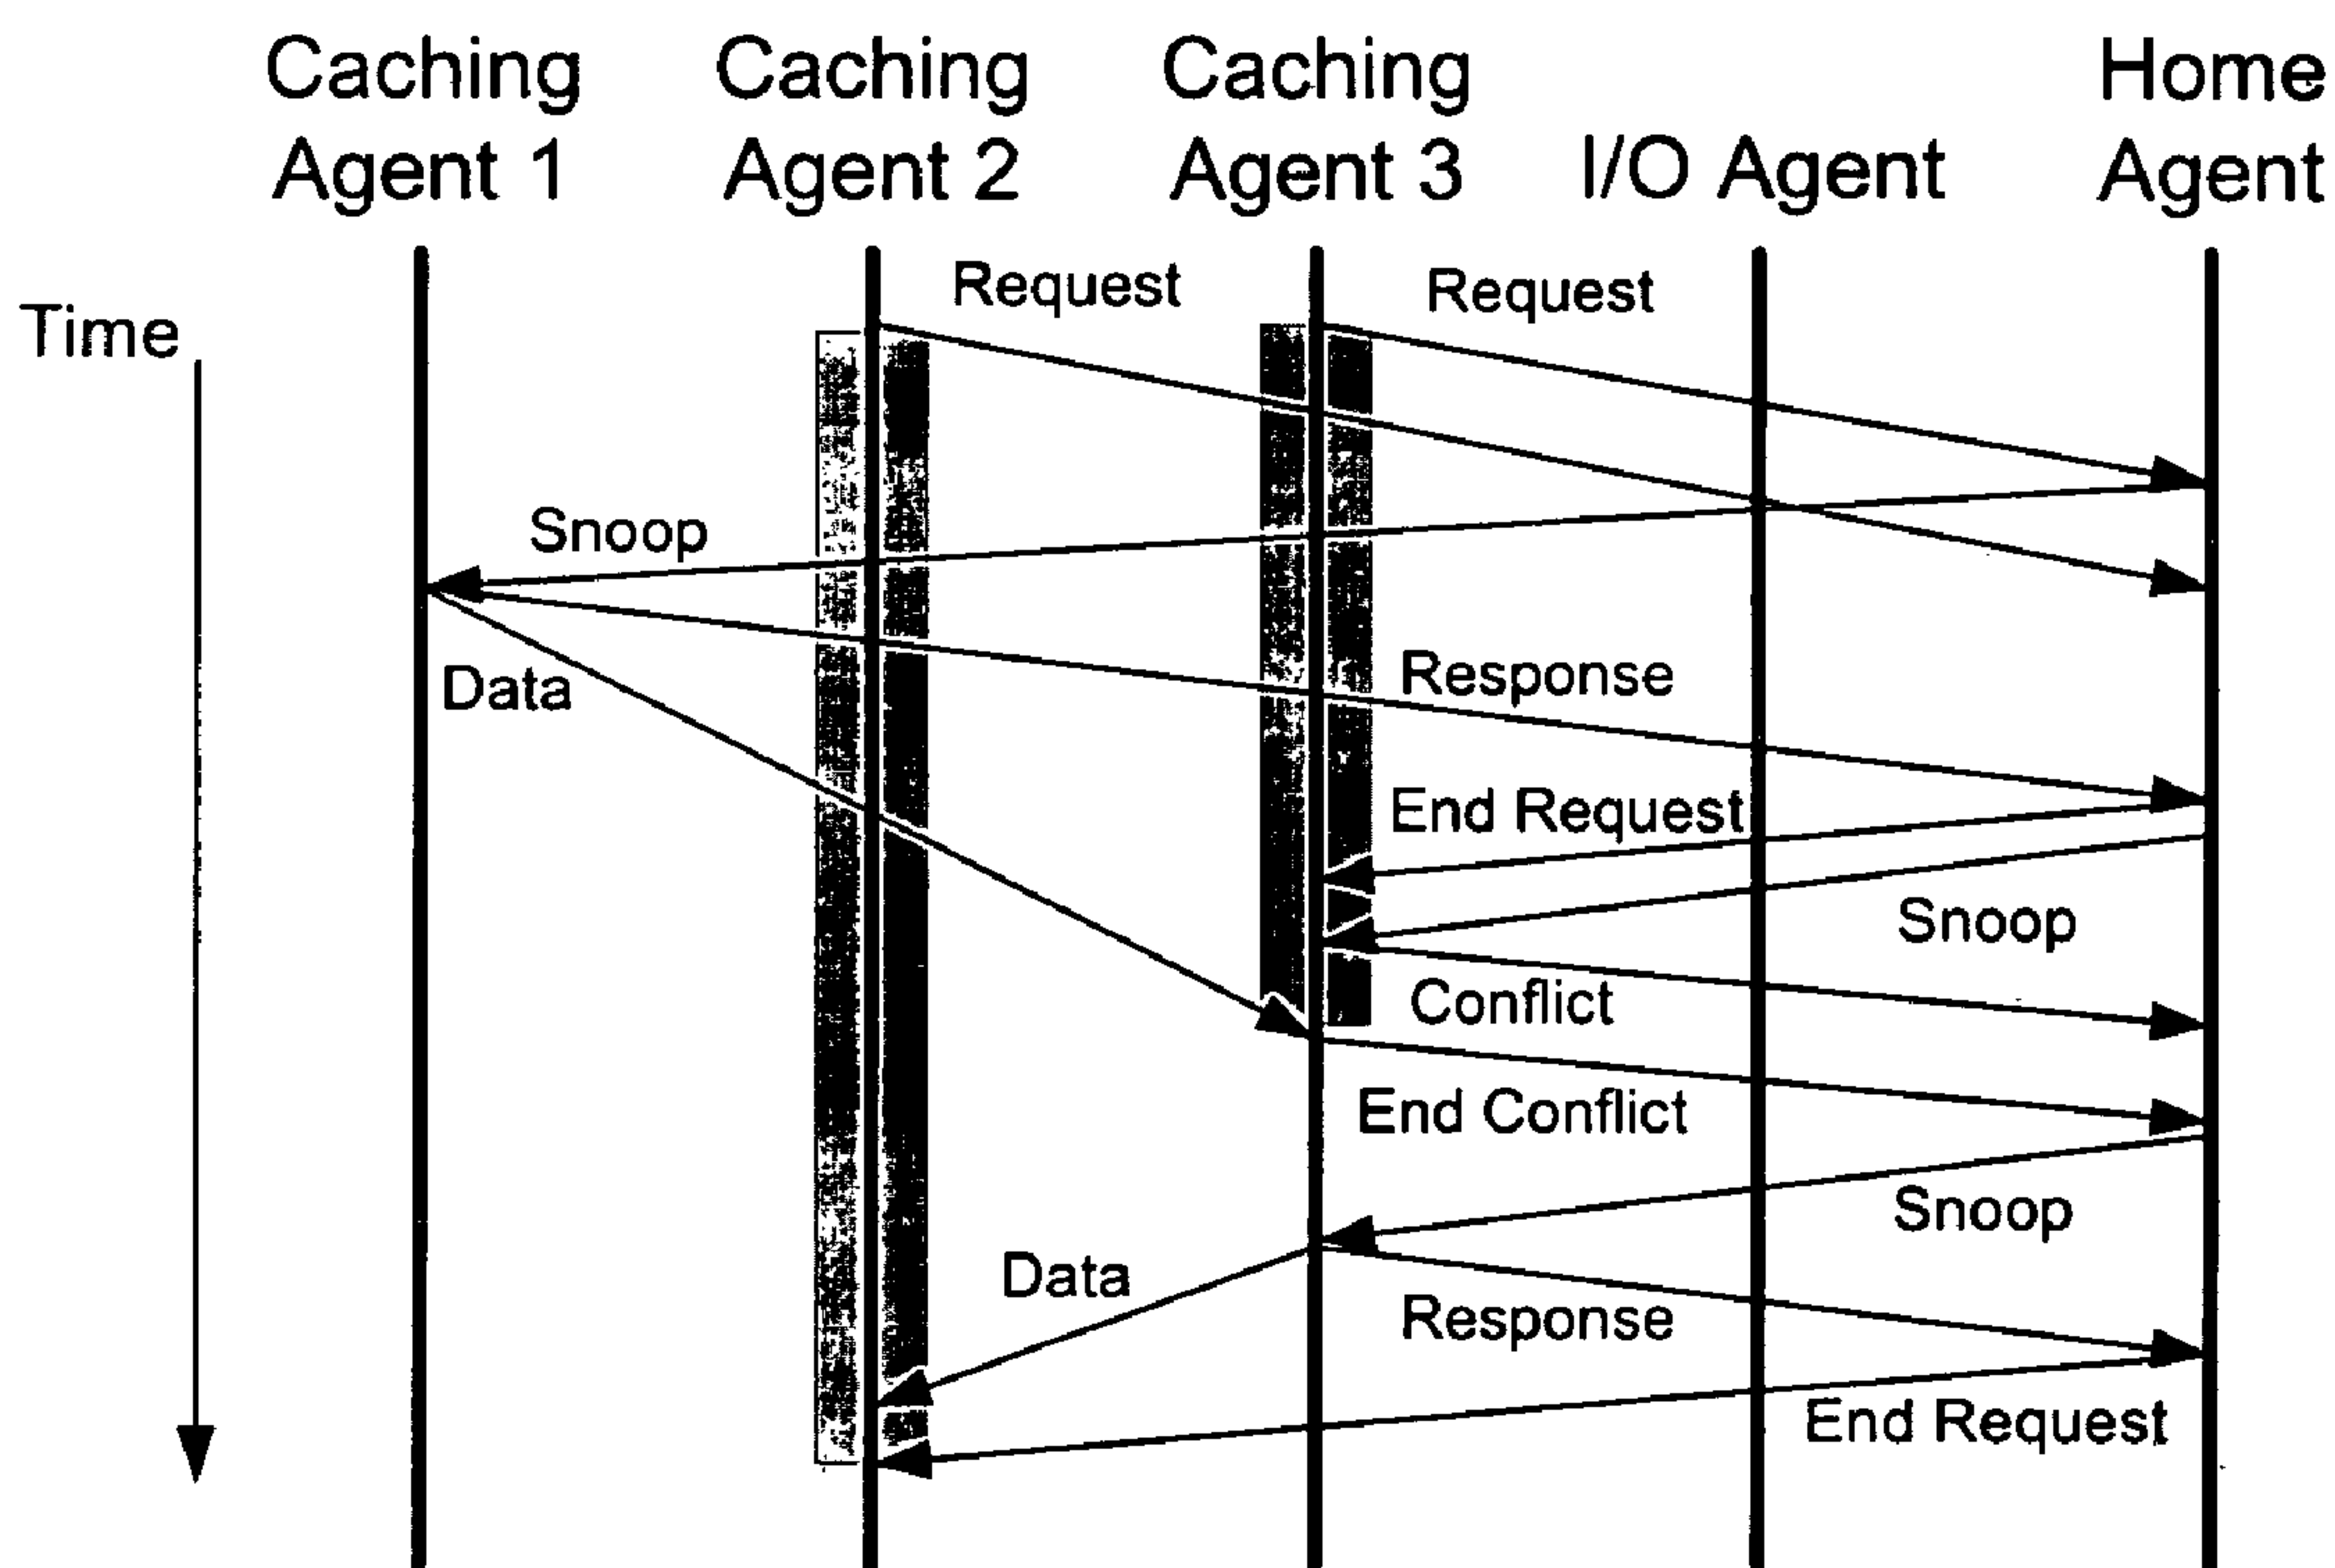 Caching Agent 1
Caching Agent 2
Caching Agent 3
I/O Agent
Home Agent
Time
Request
Request
Snoop
Data
Response
End Request
Snoop
Conflict
End Conflict
Snoop
Data
Response
End Request